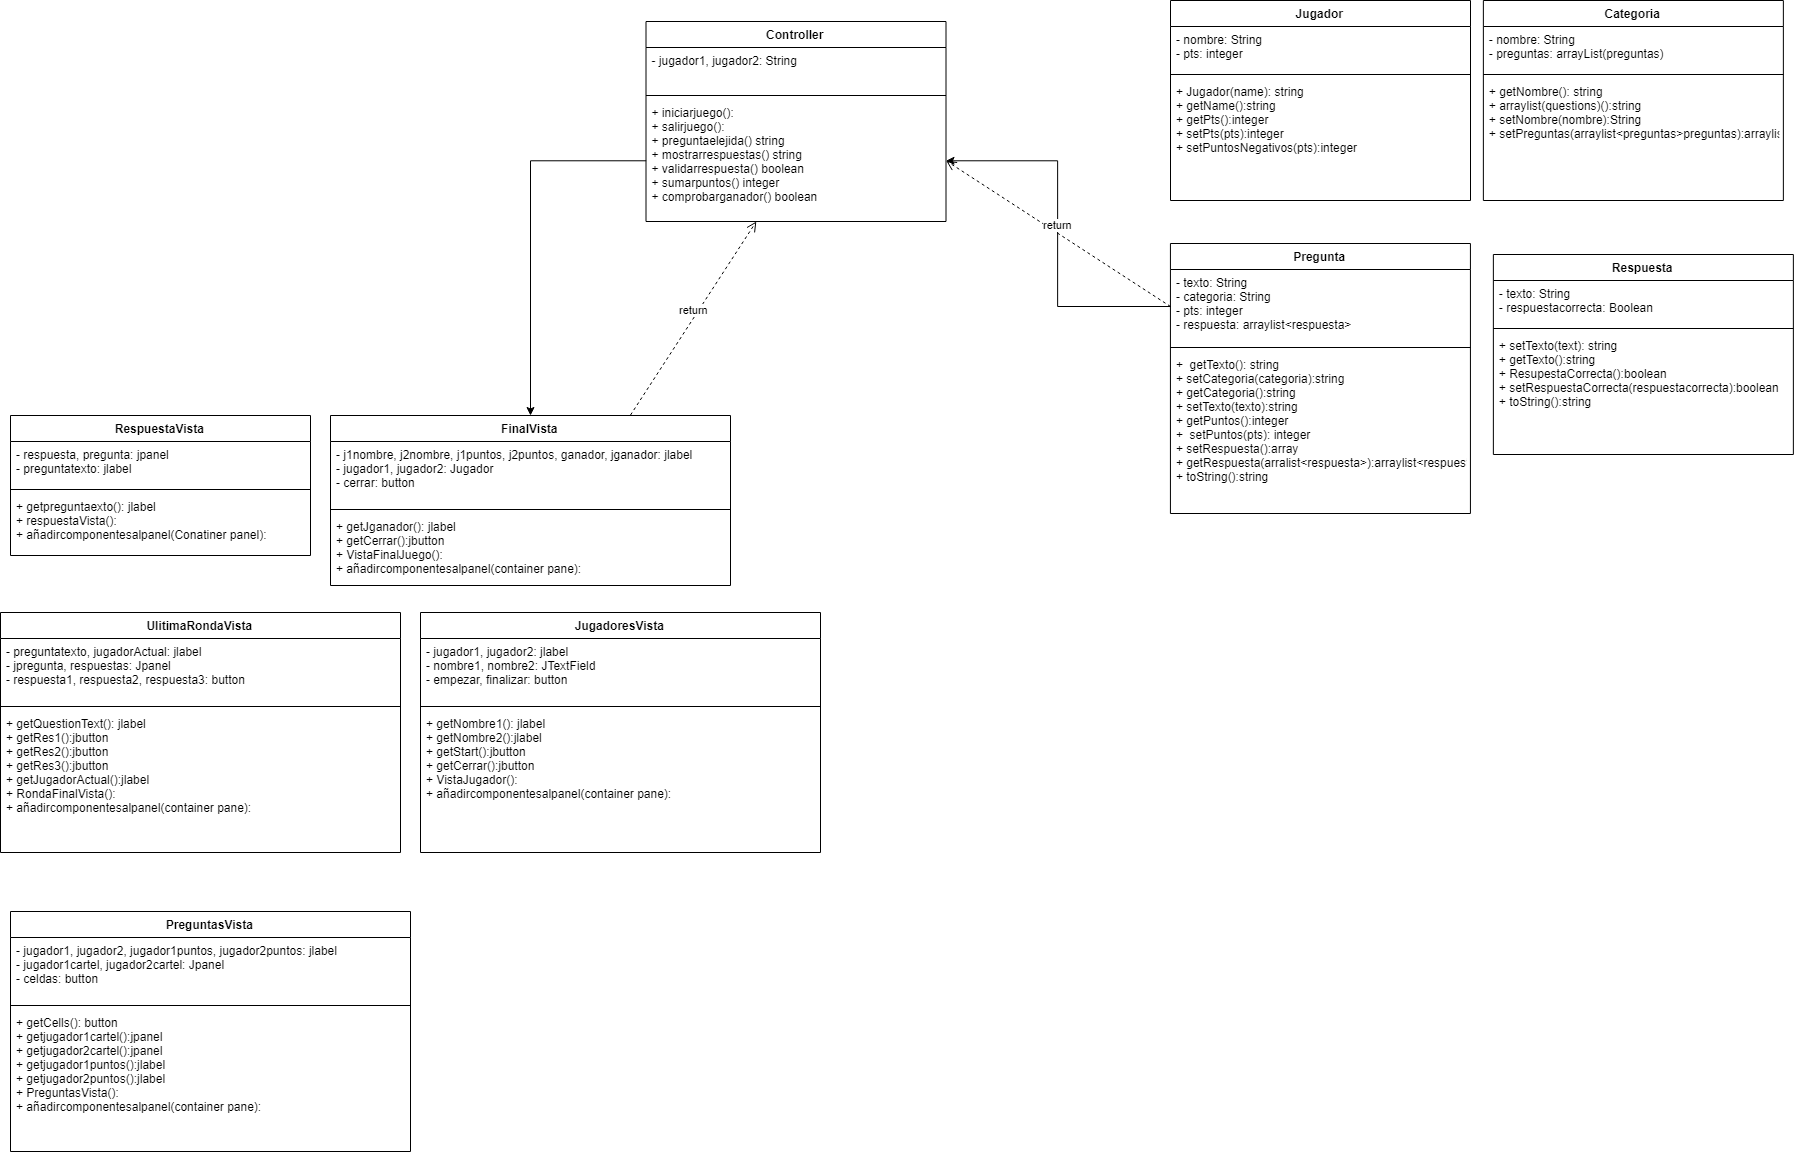 Controller
- jugador1, jugador2: String
+ iniciarjuego():
+ salirjuego():
+ preguntaelejida() string
+ mostrarrespuestas() string
+ validarrespuesta() boolean
+ sumarpuntos() integer
+ comprobarganador() boolean
Jugador
- nombre: String
- pts: integer
+ Jugador(name): string
+ getName():string
+ getPts():integer
+ setPts(pts):integer
+ setPuntosNegativos(pts):integer
Categoria
- nombre: String
- preguntas: arrayList(preguntas)
+ getNombre(): string
+ arraylist(questions)():string
+ setNombre(nombre):String
+ setPreguntas(arraylist<preguntas>preguntas):arraylis
return
return
Pregunta
- texto: String
- categoria: String
- pts: integer
- respuesta: arraylist<respuesta>
+  getTexto(): string
+ setCategoria(categoria):string
+ getCategoria():string
+ setTexto(texto):string
+ getPuntos():integer
+  setPuntos(pts): integer
+ setRespuesta():array
+ getRespuesta(arralist<respuesta>):arraylist<respues
+ toString():string
Respuesta
- texto: String
- respuestacorrecta: Boolean
+ setTexto(text): string
+ getTexto():string
+ ResupestaCorrecta():boolean
+ setRespuestaCorrecta(respuestacorrecta):boolean
+ toString():string
RespuestaVista
- respuesta, pregunta: jpanel
- preguntatexto: jlabel
+ getpreguntaexto(): jlabel
+ respuestaVista():
+ añadircomponentesalpanel(Conatiner panel):
FinalVista
- j1nombre, j2nombre, j1puntos, j2puntos, ganador, jganador: jlabel
- jugador1, jugador2: Jugador
- cerrar: button
+ getJganador(): jlabel
+ getCerrar():jbutton
+ VistaFinalJuego():
+ añadircomponentesalpanel(container pane):
UlitimaRondaVista
- preguntatexto, jugadorActual: jlabel
- jpregunta, respuestas: Jpanel
- respuesta1, respuesta2, respuesta3: button
+ getQuestionText(): jlabel
+ getRes1():jbutton
+ getRes2():jbutton
+ getRes3():jbutton
+ getJugadorActual():jlabel
+ RondaFinalVista():
+ añadircomponentesalpanel(container pane):
JugadoresVista
- jugador1, jugador2: jlabel
- nombre1, nombre2: JTextField
- empezar, finalizar: button
+ getNombre1(): jlabel
+ getNombre2():jlabel
+ getStart():jbutton
+ getCerrar():jbutton
+ VistaJugador():
+ añadircomponentesalpanel(container pane):
PreguntasVista
- jugador1, jugador2, jugador1puntos, jugador2puntos: jlabel
- jugador1cartel, jugador2cartel: Jpanel
- celdas: button
+ getCells(): button
+ getjugador1cartel():jpanel
+ getjugador2cartel():jpanel
+ getjugador1puntos():jlabel
+ getjugador2puntos():jlabel
+ PreguntasVista():
+ añadircomponentesalpanel(container pane):